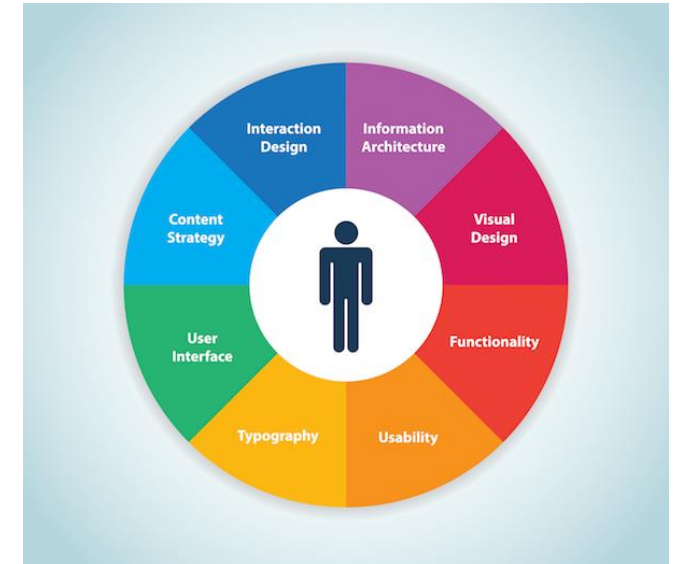 Interaction
Design
Information
Architecture
Visual
Design
Functionality
Usability
Typography
User
Interface
Content
Strategy